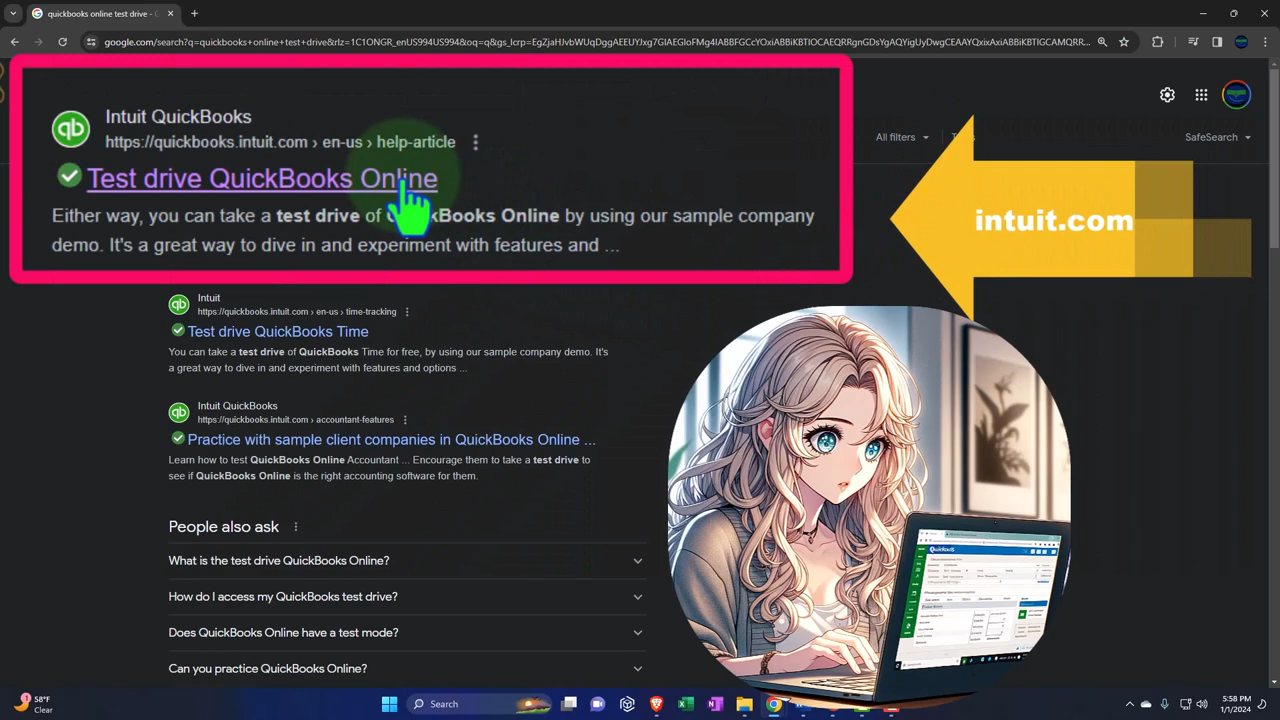 quickbooks online test drive - G
google.com/search?q=quickbooks+online+test+drive&rlz=1C1ONGR_enUS994US994&oq=q&gs_lcrp=
Intuit QuickBooks
https://quickbooks.intuit.com › en-us › help-article
Test drive QuickBooks Online
Either way, you can take a test drive of QuickBooks Online by using our sample company
demo. It's a great way to dive in and experiment with features and ...
All filters
SafeSearch
intuit.com
Intuit
https://quickbooks.intuit.com › en-us › time-tracking
Test drive QuickBooks Time
You can take a test drive of QuickBooks Time for free, by using our sample company demo. It's
a great way to dive in and experiment with features and options ...
Intuit QuickBooks
https://quickbooks.intuit.com › accountant-features
Practice with sample client companies in QuickBooks Online ...
Learn how to test QuickBooks Online Accountant ... Encourage them to take a test drive to
see if QuickBooks Online is the right accounting software for them.
People also ask
What is the test drive QuickBooks Online?
How do I access my QuickBooks test drive?
Does QuickBooks Online have a free version?
Can you practice QuickBooks Online?
58°F
Clear
Search
5:58 PM
1/1/2024